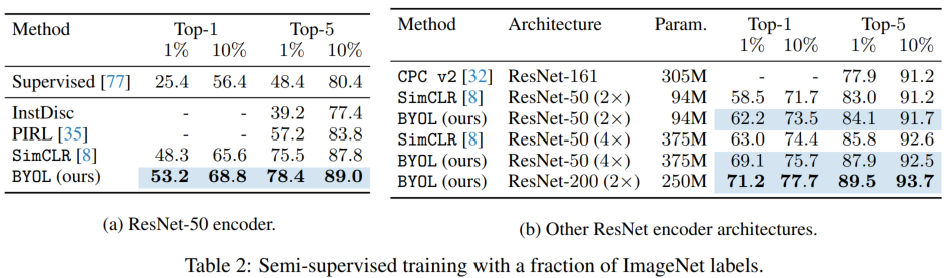 Method Top-1 Top-5
1% 10% 1% 10%
Supervised [77] 25.4 56.4 48.4 80.4
InstDisc - - 39.2 77.4
PIRL [35] - - 57.2 83.8
SimCLR [8] 48.3 65.6 75.5 87.8
BYOL (ours) 53.2 68.8 78.4 89.0
(a) ResNet-50 encoder.
Method Architecture Param. Top-1 Top-5
1% 10% 1% 10%
CPC v2 [32] ResNet-161 305M - - 77.9 91.2
SimCLR [8] ResNet-50 (2×) 94M 58.5 71.7 83.0 91.2
BYOL (ours) ResNet-50 (2×) 94M 62.2 73.5 84.1 91.7
SimCLR [8] ResNet-50 (4×) 375M 63.0 74.4 85.8 92.6
BYOL (ours) ResNet-50 (4×) 375M 69.1 75.7 87.9 92.5
BYOL (ours) ResNet-200 (2×) 250M 71.2 77.7 89.5 93.7
(b) Other ResNet encoder architectures.
Table 2: Semi-supervised training with a fraction of ImageNet labels.